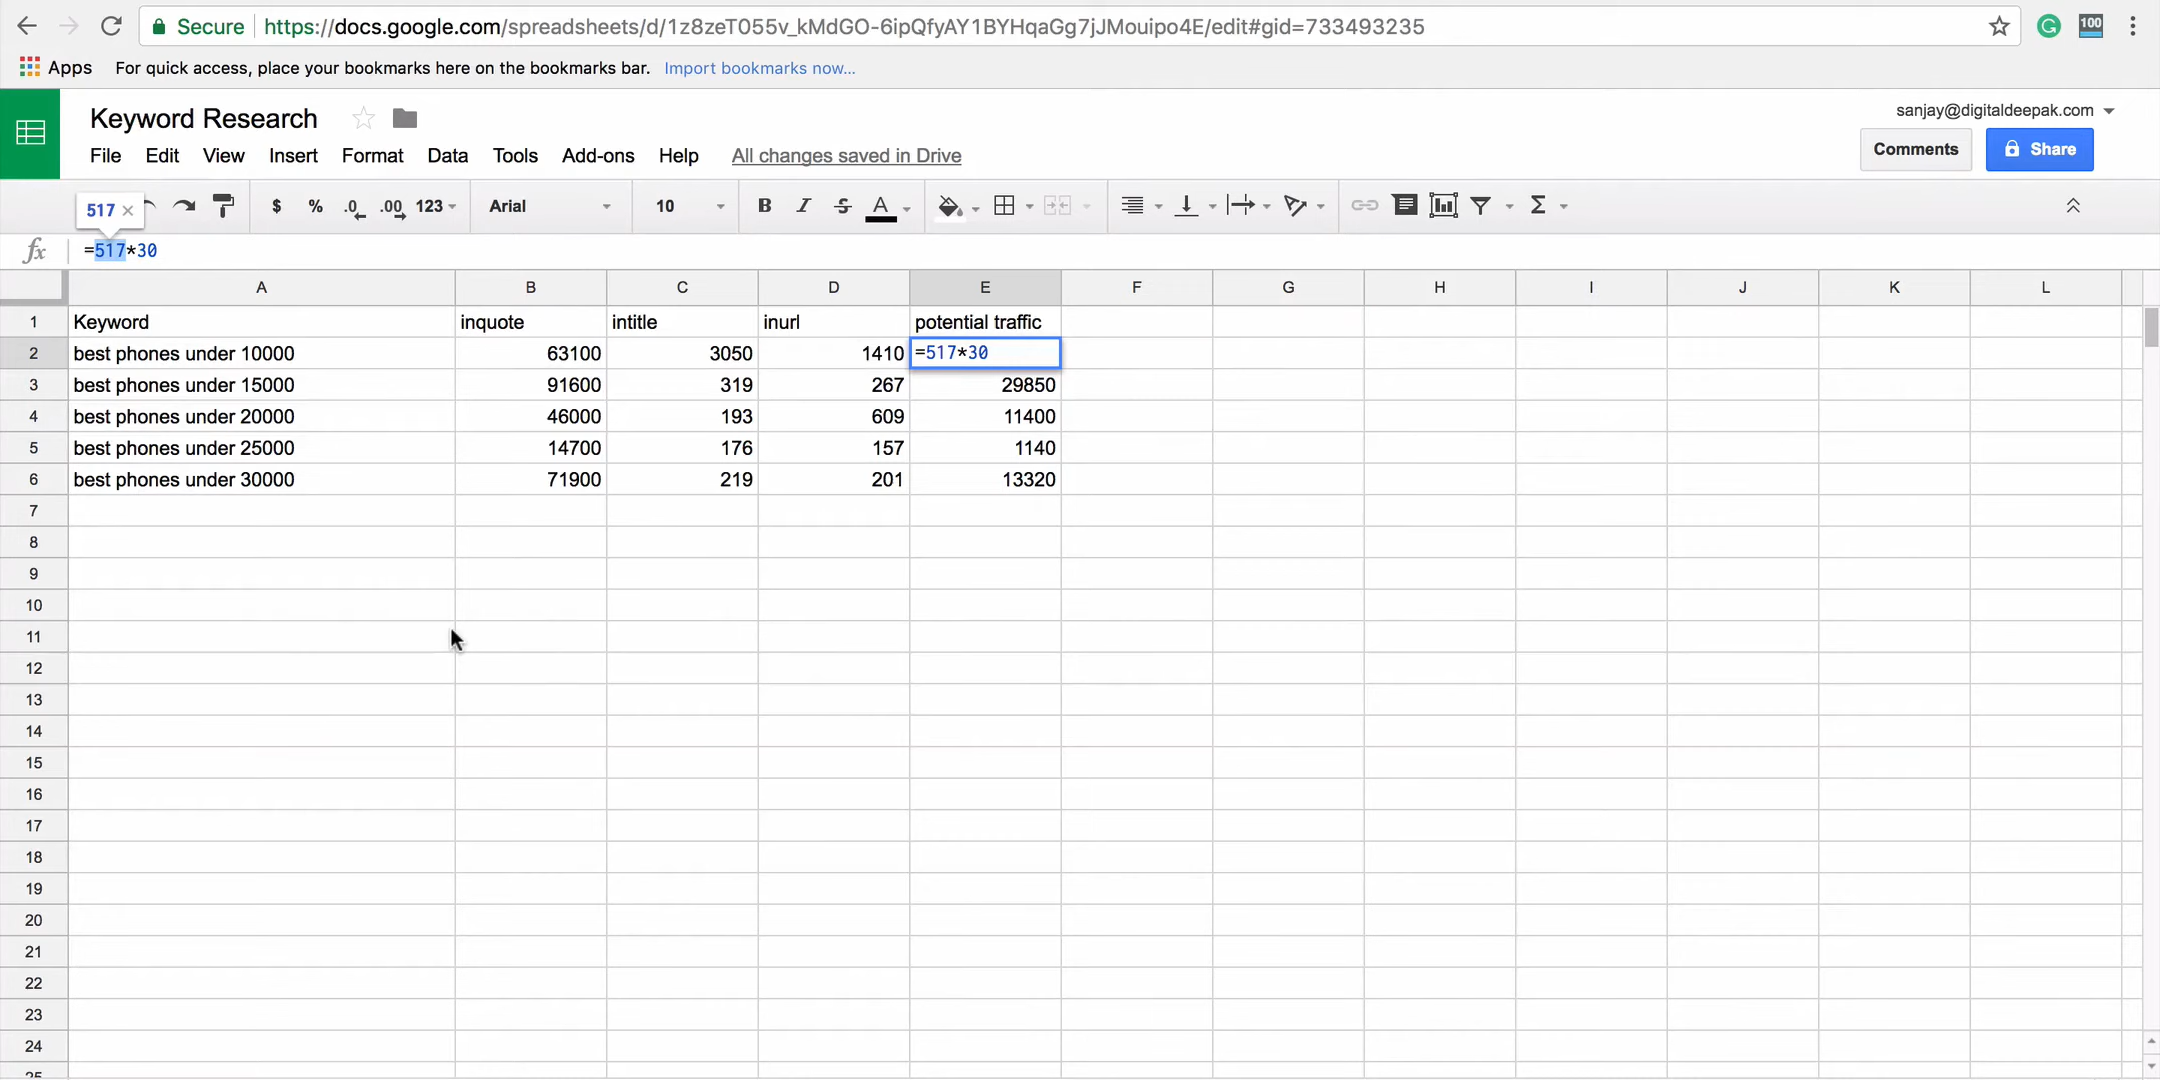 Secure https://docs.google.com/spreadsheets/d/1z8zeT055v_kMdGO-6ipQfyAY1BYHqaGg7jJMouipo4E/edit#gid=733493235 100
Apps For quick access, place your bookmarks here on the bookmarks bar. Import bookmarks now...
Keyword Research sanjay@digitaldeepak.com
File Edit View Insert Format Data Tools Add-ons Help All changes saved in Drive Comments Share
517 × $ % .0 .00 123 Arial 10 B I S A Σ
fx =517*30
A B C D E F G H I J K L
1 Keyword inquote intitle inurl potential traffic
2 best phones under 10000 63100 3050 1410 =517*30
3 best phones under 15000 91600 319 267 29850
4 best phones under 20000 46000 193 609 11400
5 best phones under 25000 14700 176 157 1140
6 best phones under 30000 71900 219 201 13320
7
8
9
10
11
12
13
14
15
16
17
18
19
20
21
22
23
24
25